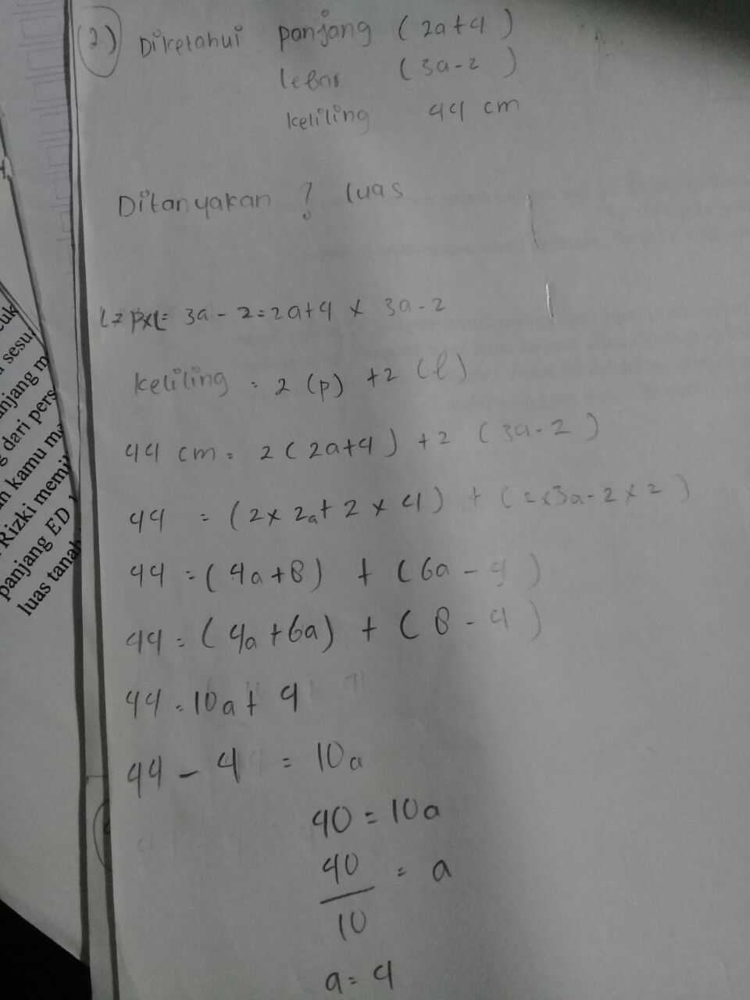 2.) Diketahui panjang (2a+4)
lebar (3a-2)
keliling 44 cm
Ditanyakan ? luas
L= PxL= 3a - 2 = 2a+4 x 3a-2
keliling = 2 (p) +2 (l)
44 cm = 2 (2a+4) +2 (3a-2)
44 = (2x 2a+ 2 x 4) + (2x3a-2x2)
44 = (4a+8) + (6a - 4)
44 = (4a+6a) + (8 - 4)
44 = 10a+ 4
44 - 4 = 10a
40 = 10a
40
10
= a
a = 4
sesu
panjang m
dari pers
kamu ma
Rizki memi
panjang ED
luas tanah